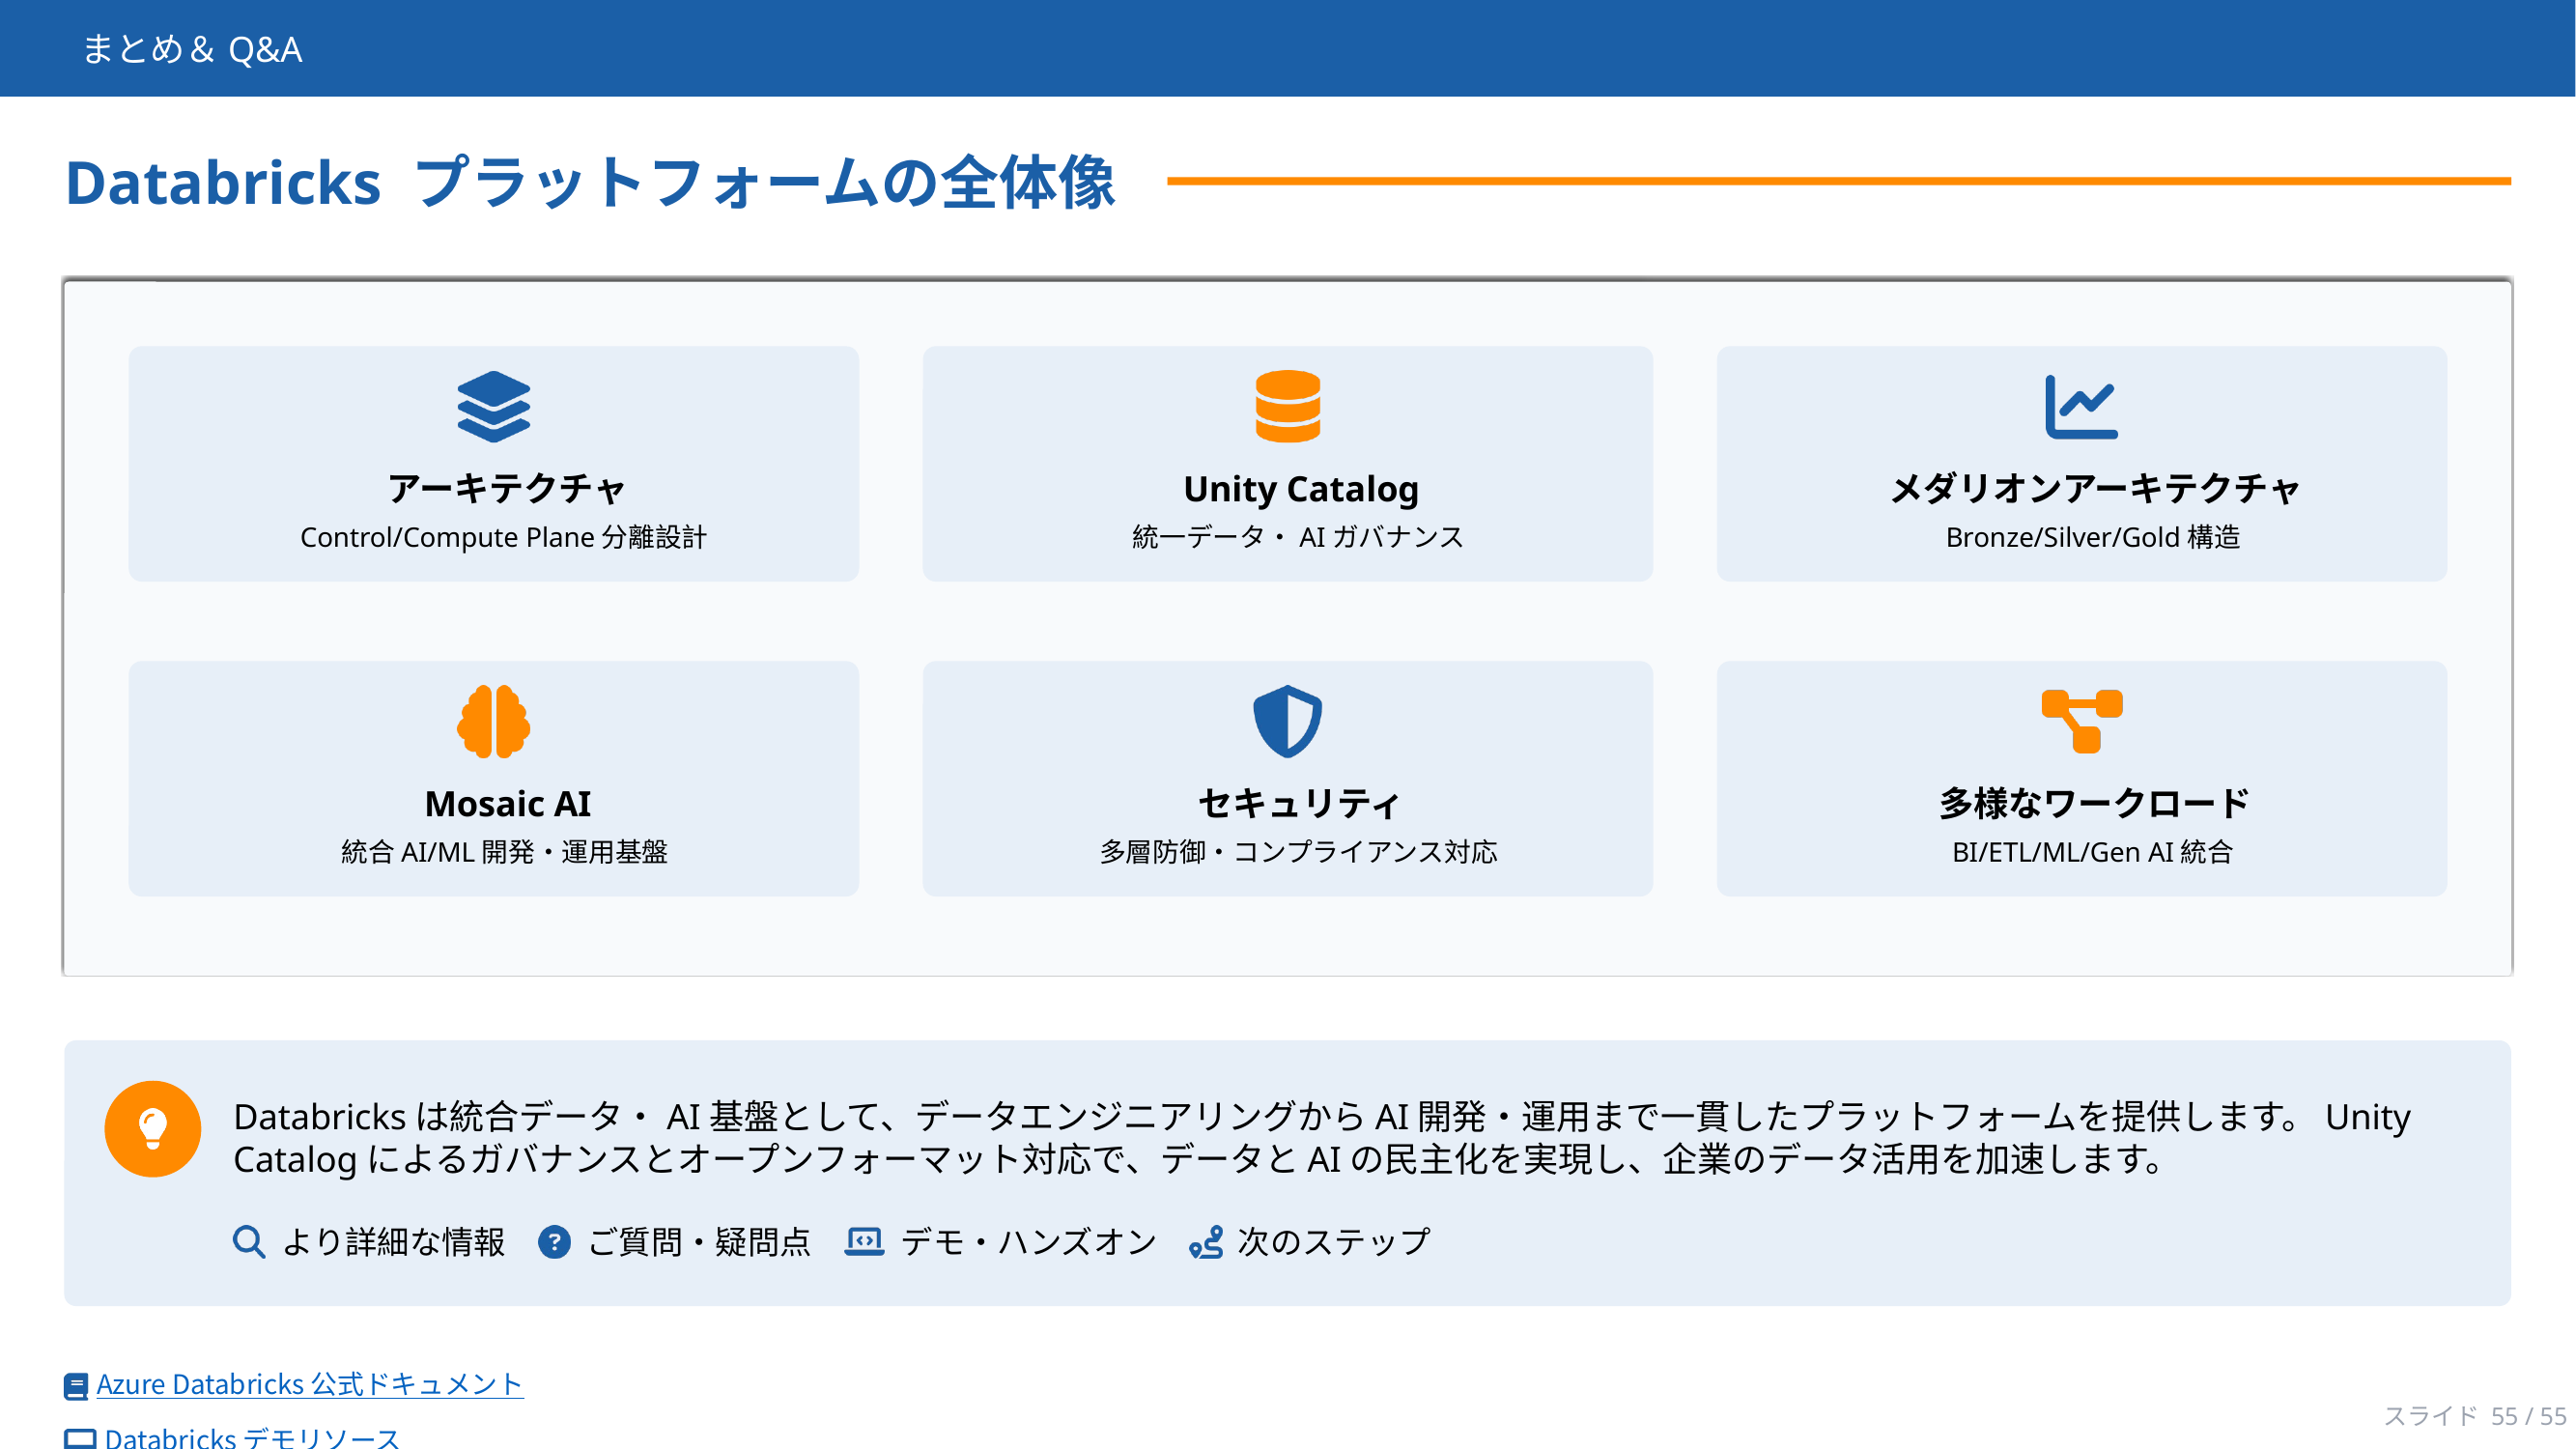 まとめ＆ Q&A
Databricks プラットフォームの全体像
アーキテクチャ
Control/Compute Plane 分離設計
Unity Catalog
統一データ・ AI ガバナンス
メダリオンアーキテクチャ
Bronze/Silver/Gold 構造
Mosaic AI
統合 AI/ML 開発・運用基盤
セキュリティ
多層防御・コンプライアンス対応
多様なワークロード
BI/ETL/ML/Gen AI 統合
Databricks は統合データ・ AI 基盤として、データエンジニアリングから AI 開発・運用まで一貫したプラットフォームを提供します。 Unity
Catalog によるガバナンスとオープンフォーマット対応で、データと AI の民主化を実現し、企業のデータ活用を加速します。
より詳細な情報 ご質問・疑問点 デモ・ハンズオン 次のステップ
Azure Databricks 公式ドキュメント
Databricks デモリソース
スライド 55 / 55